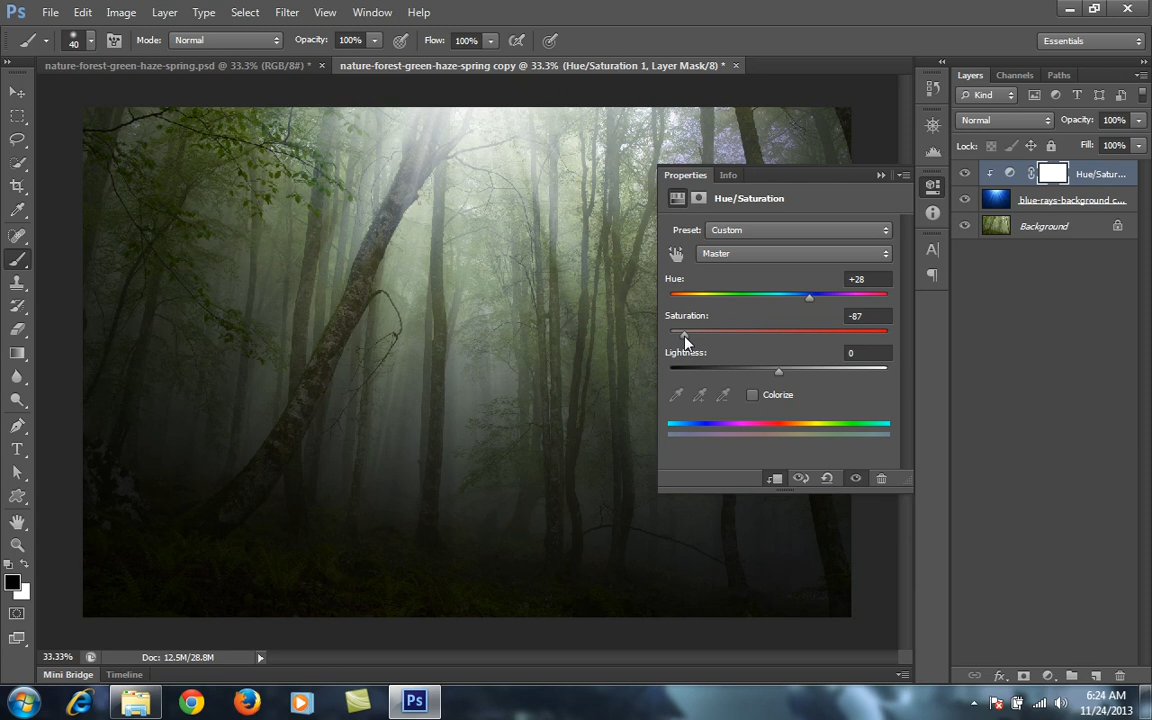 Ps File Edit Image Layer Type Select Filter View Window Help
40 Mode: Normal Opacity: 100% Flow: 100% Essentials
nature-forest-green-haze-spring.psd @ 33.3% (RGB/8#) * × nature-forest-green-haze-spring copy @ 33.3% (Hue/Saturation 1, Layer Mask/8) * ×
Layers Channels Paths
Kind
Normal Opacity: 100%
Lock: Fill: 100%
Hue/Satur...
blue-rays-background c...
Background
Properties Info
Hue/Saturation
Preset: Custom
Master
Hue: +28
Saturation: -87
Lightness: 0
Colorize
33.33% Doc: 12.5M/28.8M
Mini Bridge Timeline
Ps
6:24 AM
11/24/2013